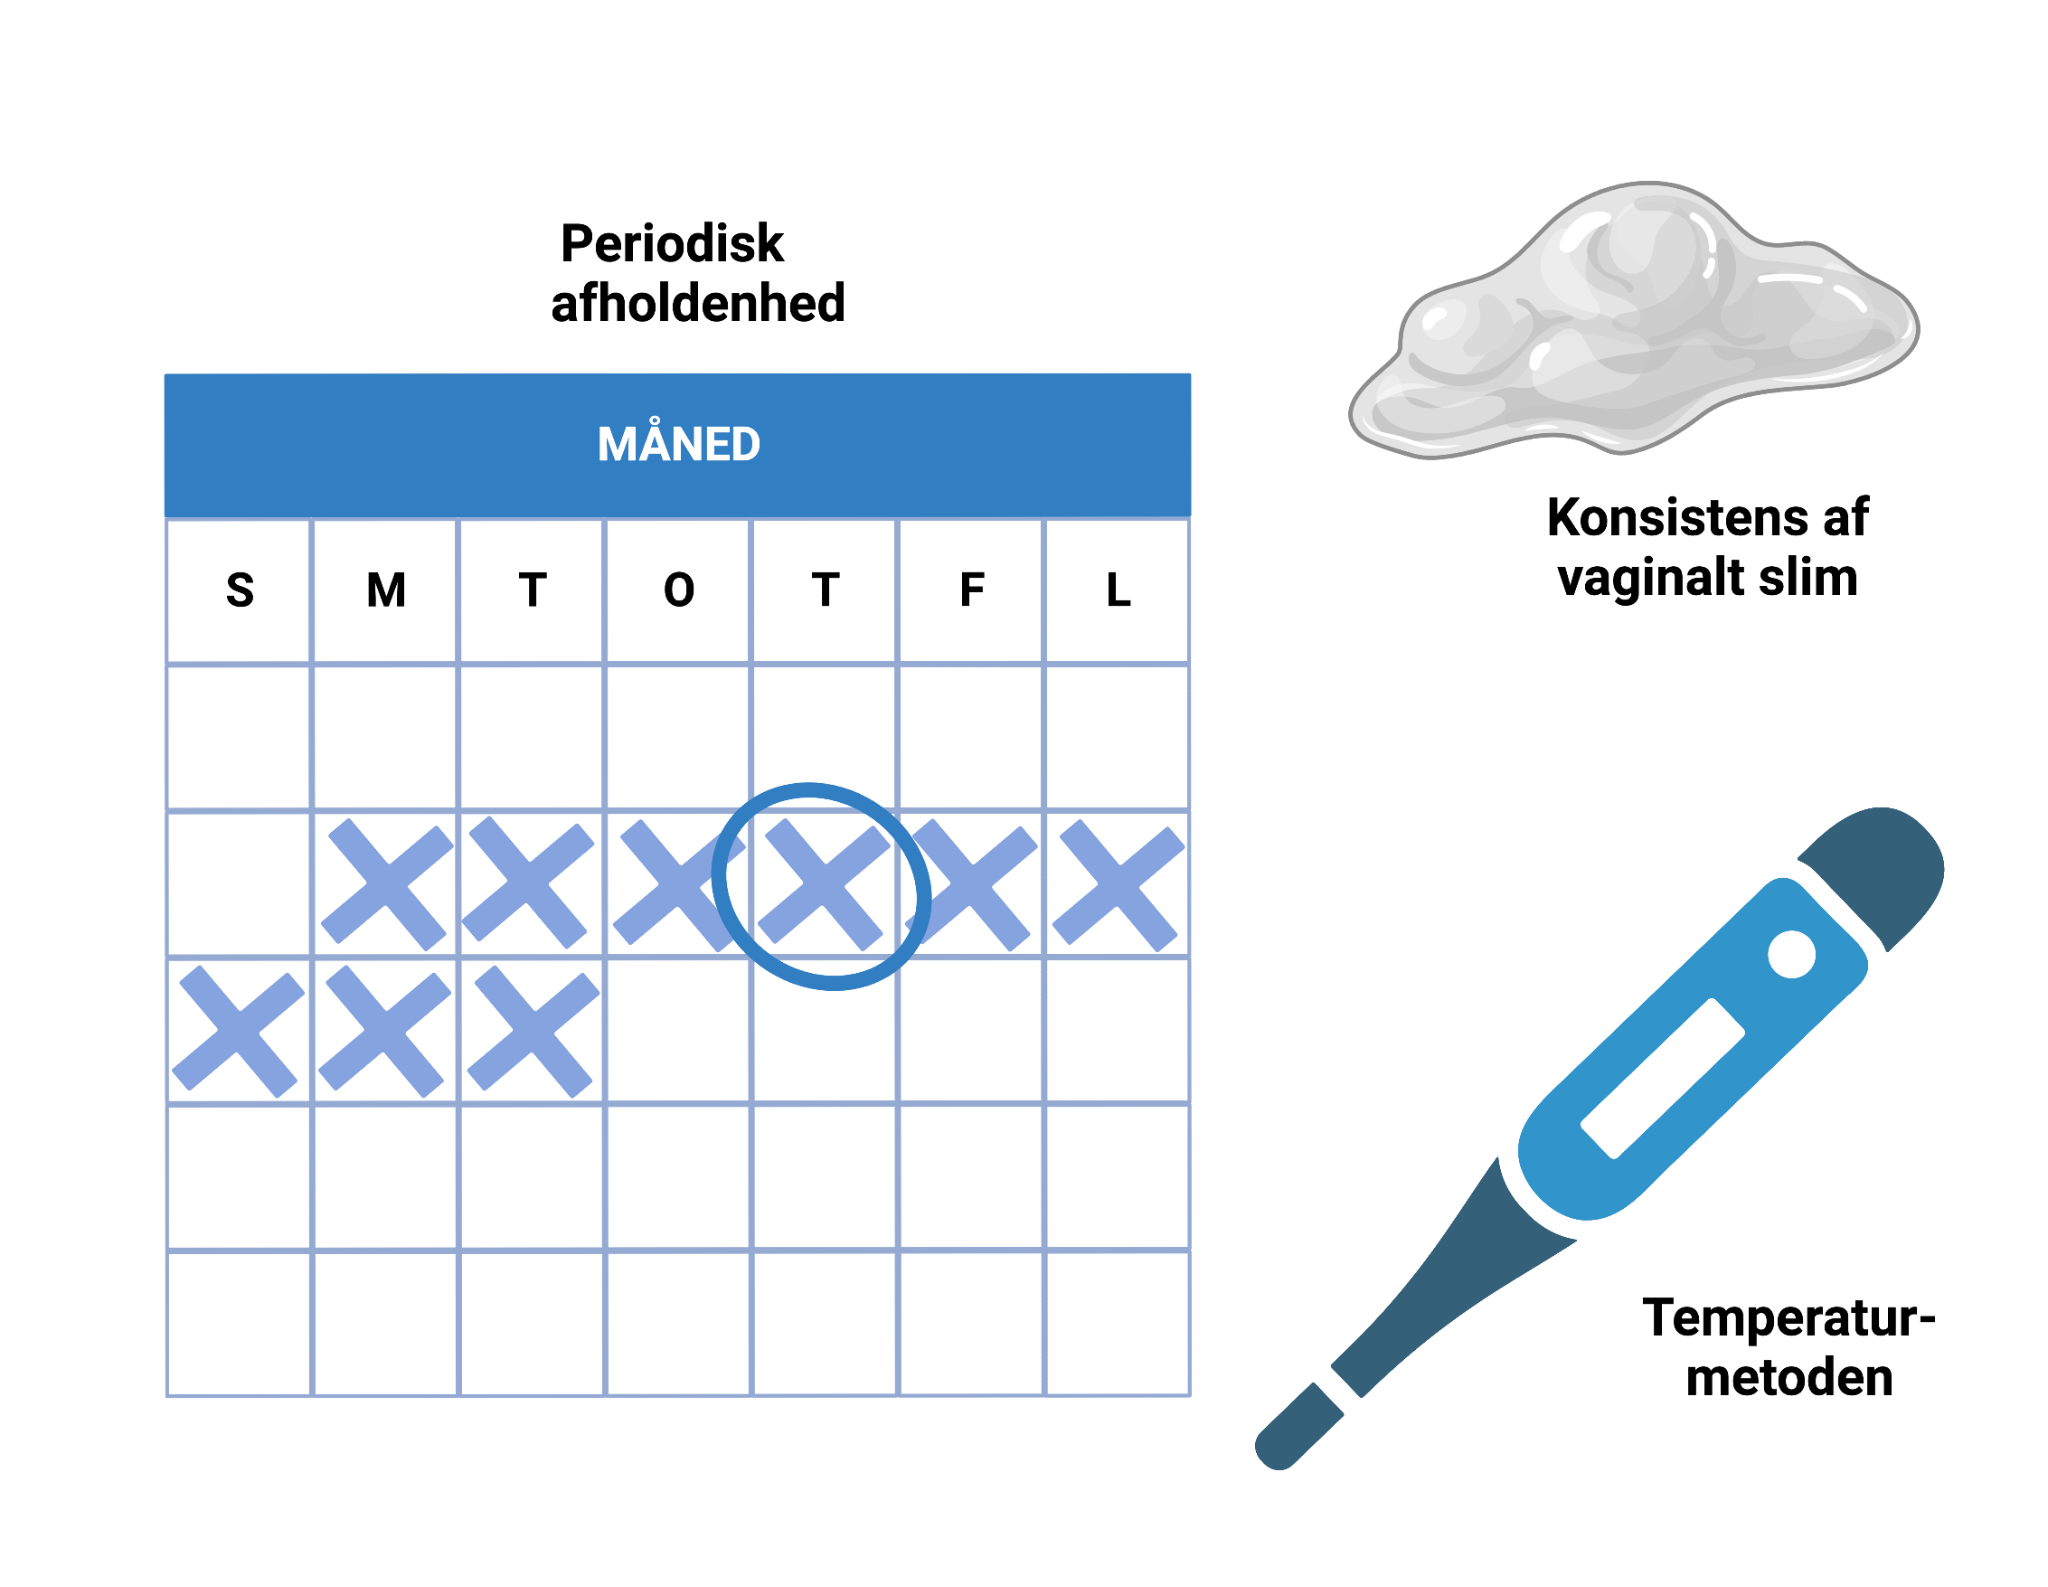 Periodisk
afholdenhed
MÅNED
S M T O T F L
Konsistens af
vaginalt slim
Temperatur-
metoden